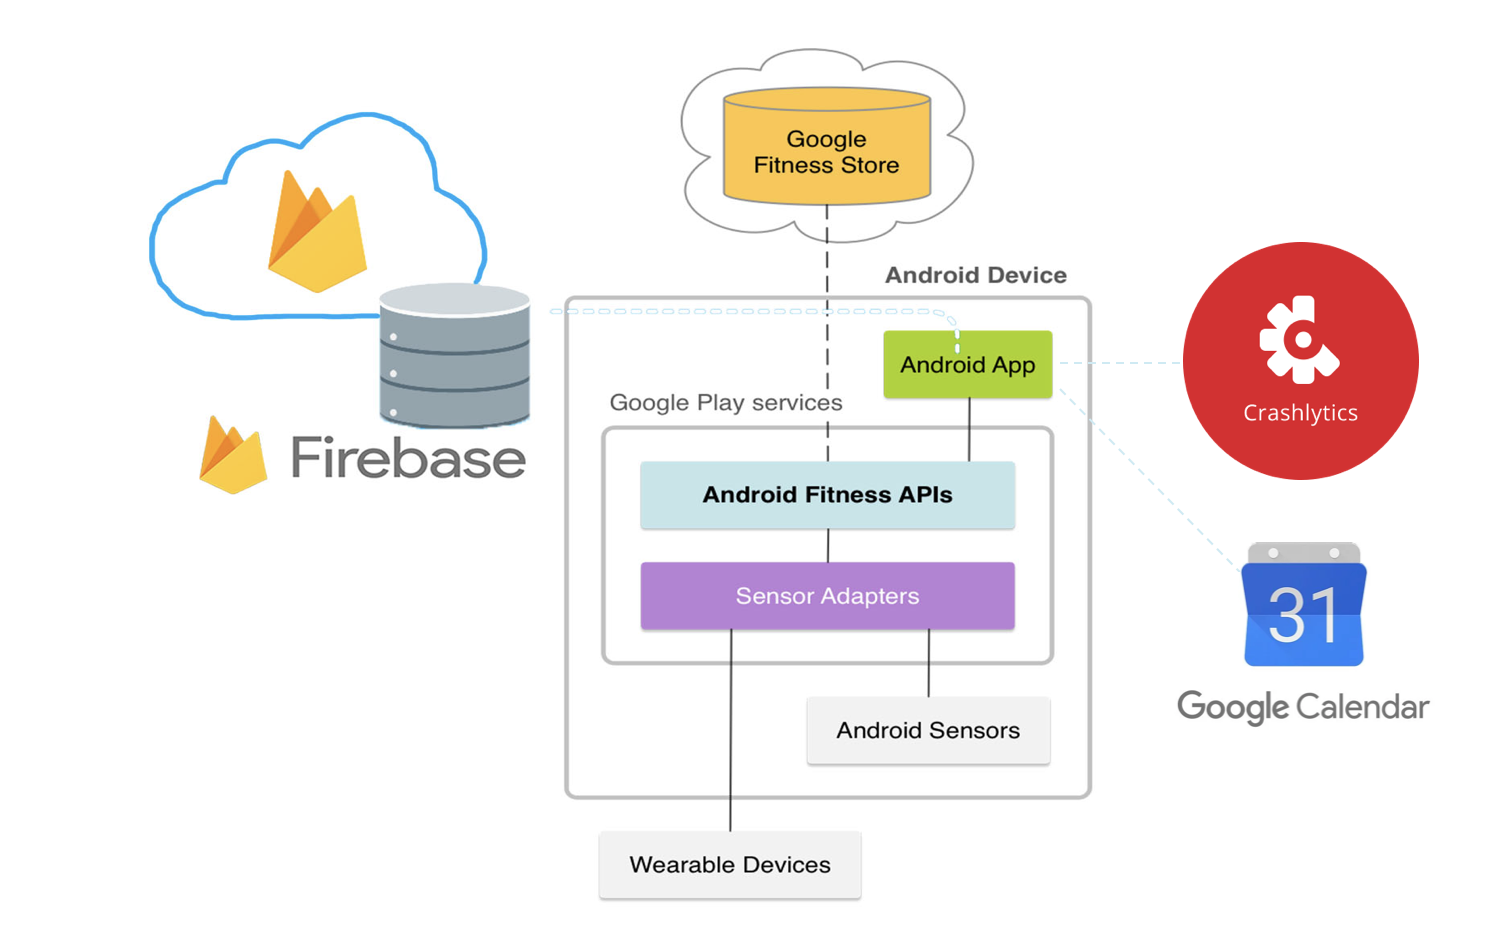 Google
Fitness Store
Android Device
Android App
Crashlytics
Google Play services
Firebase
Android Fitness APIs
Sensor Adapters
31
Google Calendar
Android Sensors
Wearable Devices